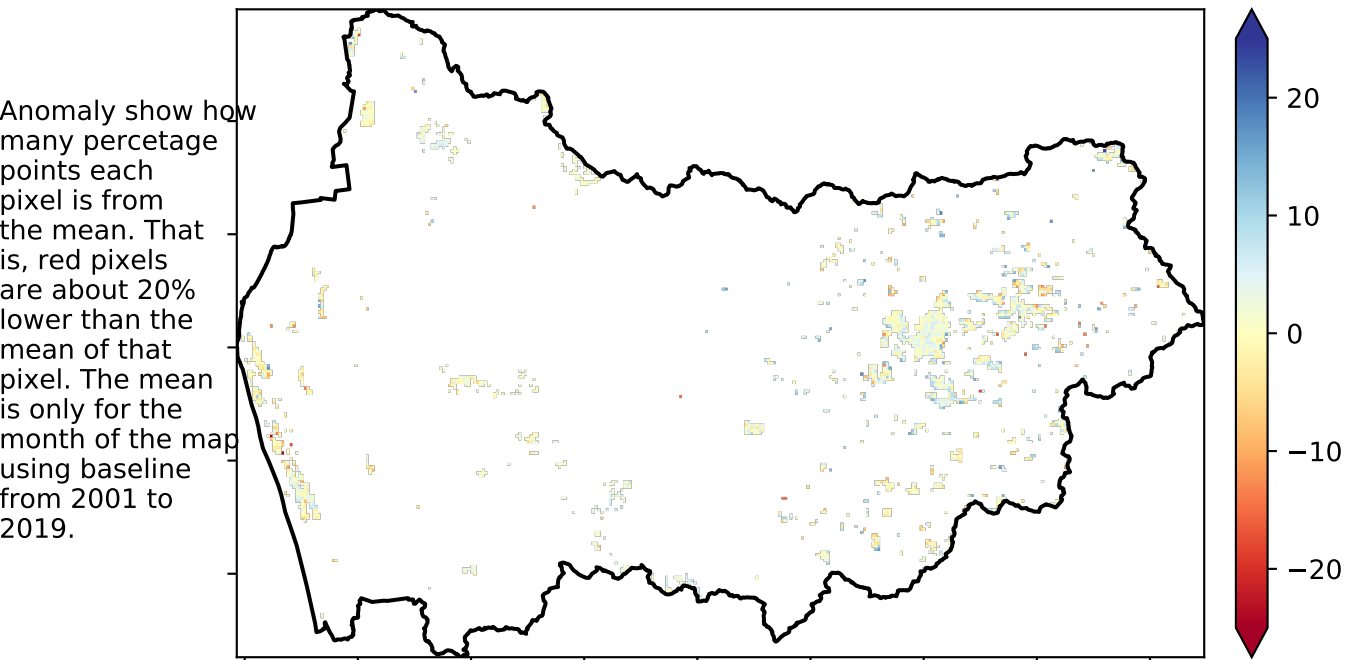 Anomaly show how
many percetage
points each
pixel is from
the mean. That
is, red pixels
are about 20%
lower than the
mean of that
pixel. The mean
is only for the
month of the map
using baseline
from 2001 to
2019.
20
10
0
−10
−20